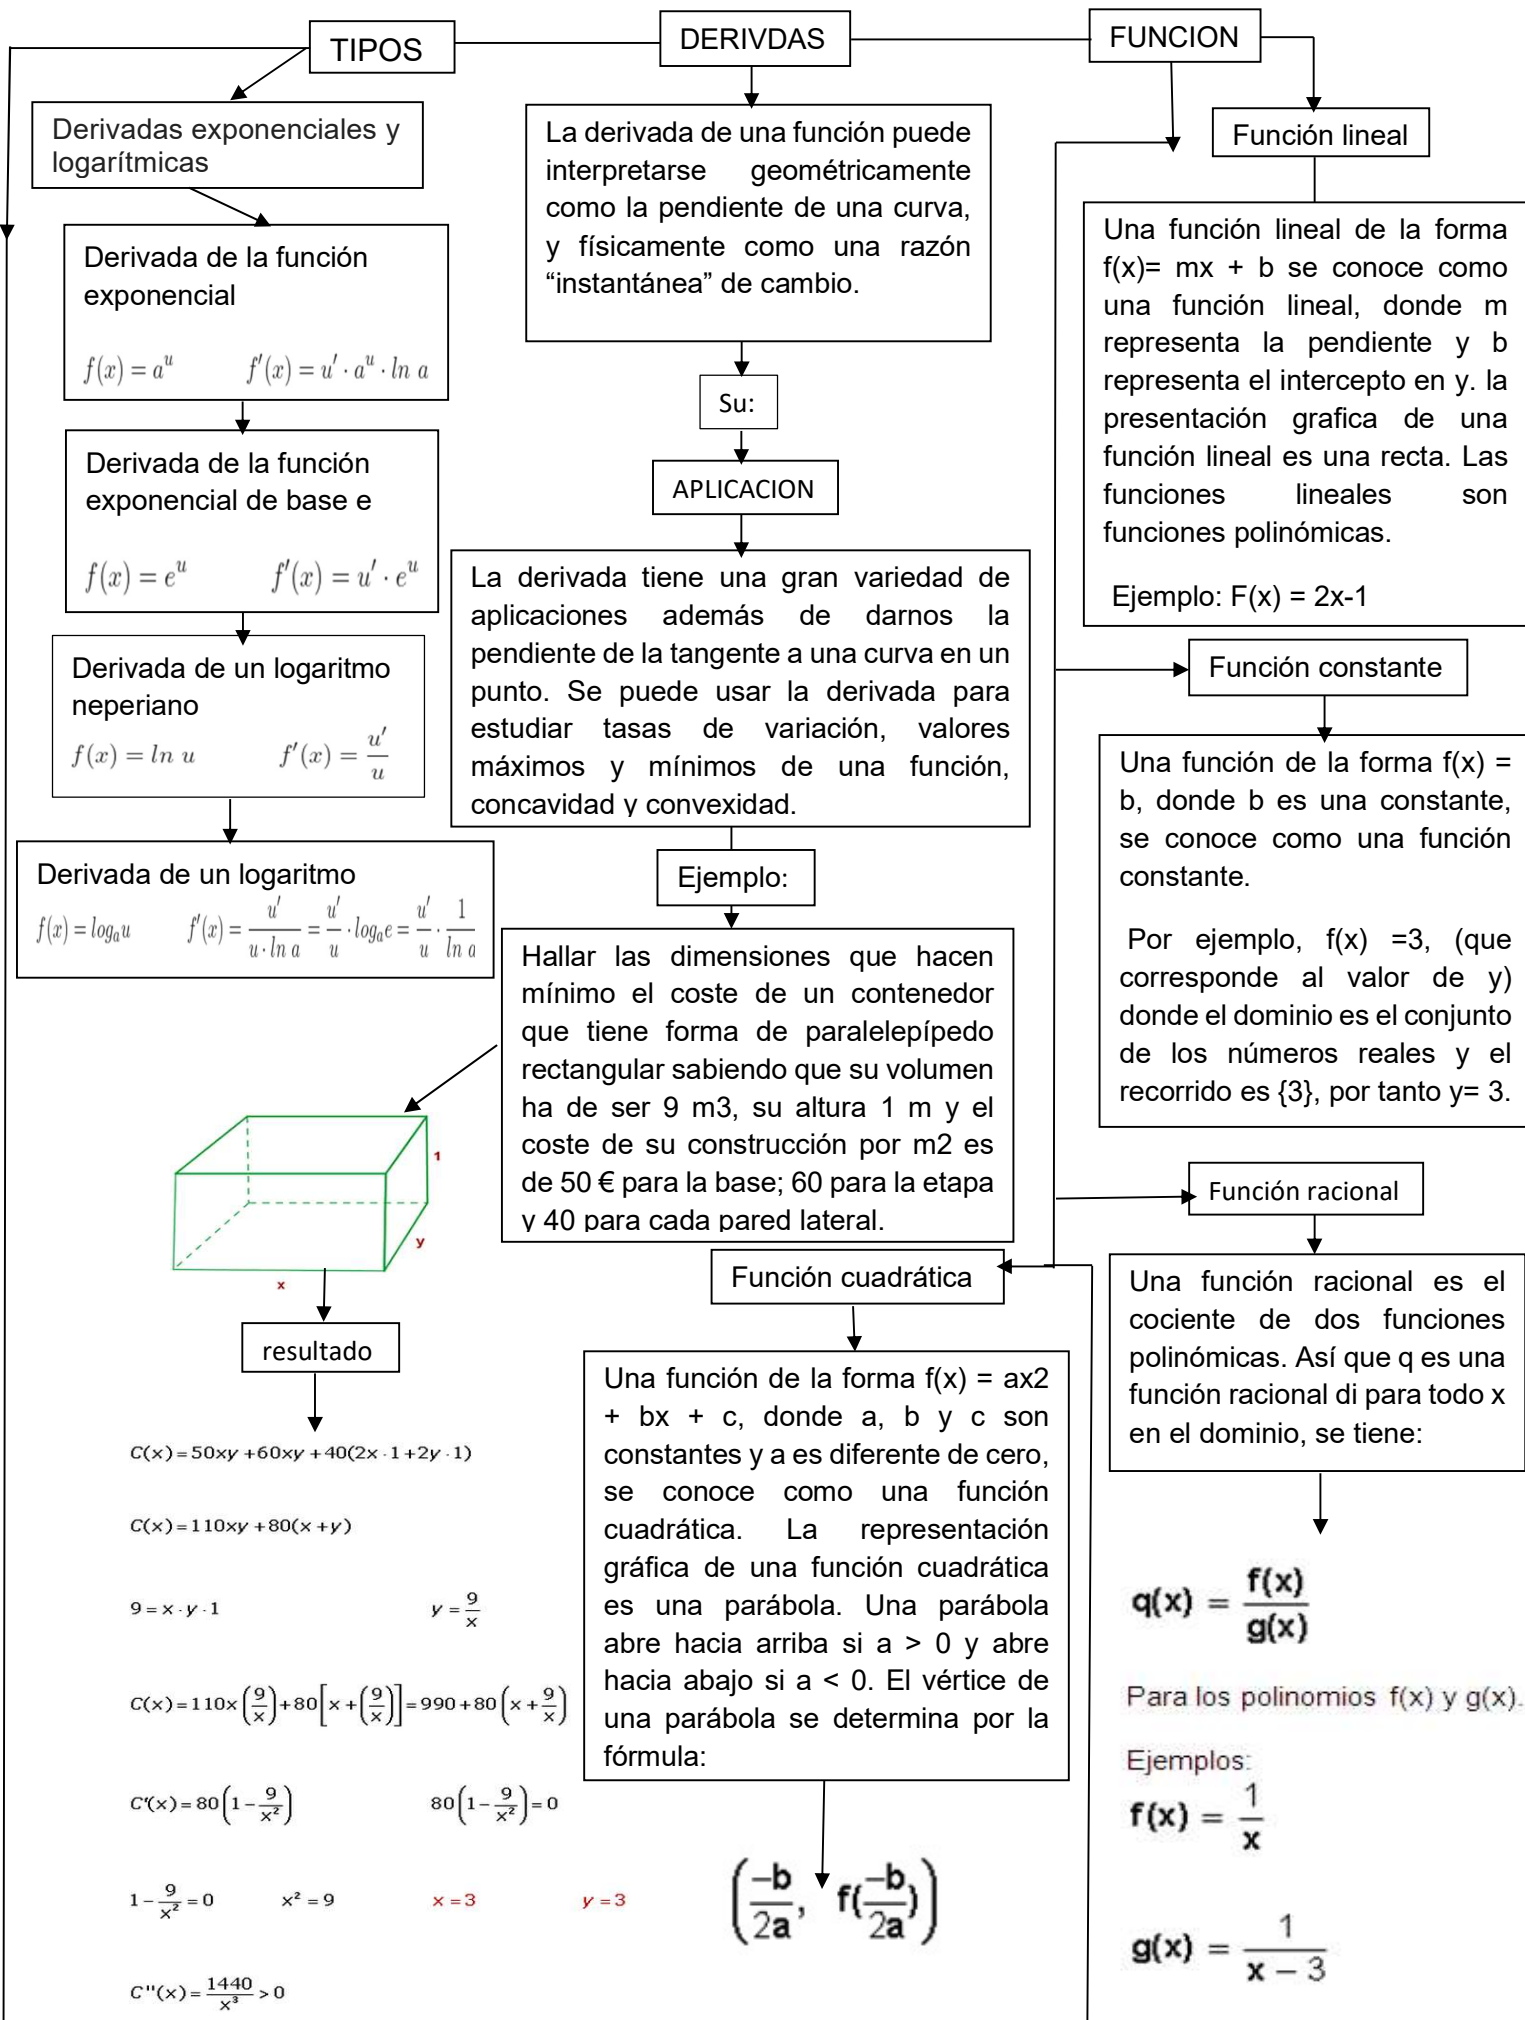 TIPOS
DERIVDAS
FUNCION
Derivadas exponenciales y
logarítmicas
Derivada de la función
exponencial
f(x) = a^u f'(x) = u' · a^u · ln a
Derivada de la función
exponencial de base e
f(x) = e^u f'(x) = u' · e^u
Derivada de un logaritmo
neperiano
f(x) = ln u f'(x) = u'/u
Derivada de un logaritmo
f(x) = log_a u f'(x) = u'/(u · ln a) = u'/u · log_a e = u'/u · 1/(ln a)
La derivada de una función puede
interpretarse geométricamente
como la pendiente de una curva,
y físicamente como una razón
“instantánea” de cambio.
Su:
APLICACION
La derivada tiene una gran variedad de
aplicaciones además de darnos la
pendiente de la tangente a una curva en un
punto. Se puede usar la derivada para
estudiar tasas de variación, valores
máximos y mínimos de una función,
concavidad y convexidad.
Ejemplo:
Hallar las dimensiones que hacen
mínimo el coste de un contenedor
que tiene forma de paralelepípedo
rectangular sabiendo que su volumen
ha de ser 9 m3, su altura 1 m y el
coste de su construcción por m2 es
de 50 € para la base; 60 para la etapa
y 40 para cada pared lateral.
1
y
x
resultado
C(x) = 50xy + 60xy + 40(2x · 1 + 2y · 1)
C(x) = 110xy + 80(x + y)
9 = x · y · 1 y = 9/x
C(x) = 110x(9/x) + 80[x + (9/x)] = 990 + 80(x + 9/x)
C'(x) = 80(1 − 9/x²) 80(1 − 9/x²) = 0
1 − 9/x² = 0 x² = 9 x = 3 y = 3
C''(x) = 1440/x³ > 0
Función lineal
Una función lineal de la forma
f(x)= mx + b se conoce como
una función lineal, donde m
representa la pendiente y b
representa el intercepto en y. la
presentación grafica de una
función lineal es una recta. Las
funciones lineales son
funciones polinómicas.
Ejemplo: F(x) = 2x-1
Función constante
Una función de la forma f(x) =
b, donde b es una constante,
se conoce como una función
constante.
Por ejemplo, f(x) =3, (que
corresponde al valor de y)
donde el dominio es el conjunto
de los números reales y el
recorrido es {3}, por tanto y= 3.
Función racional
Una función racional es el
cociente de dos funciones
polinómicas. Así que q es una
función racional di para todo x
en el dominio, se tiene:
q(x) = f(x)/g(x)
Para los polinomios f(x) y g(x).
Ejemplos:
f(x) = 1/x
g(x) = 1/(x − 3)
Función cuadrática
Una función de la forma f(x) = ax2
+ bx + c, donde a, b y c son
constantes y a es diferente de cero,
se conoce como una función
cuadrática. La representación
gráfica de una función cuadrática
es una parábola. Una parábola
abre hacia arriba si a > 0 y abre
hacia abajo si a < 0. El vértice de
una parábola se determina por la
fórmula:
(−b/2a, f(−b/2a))